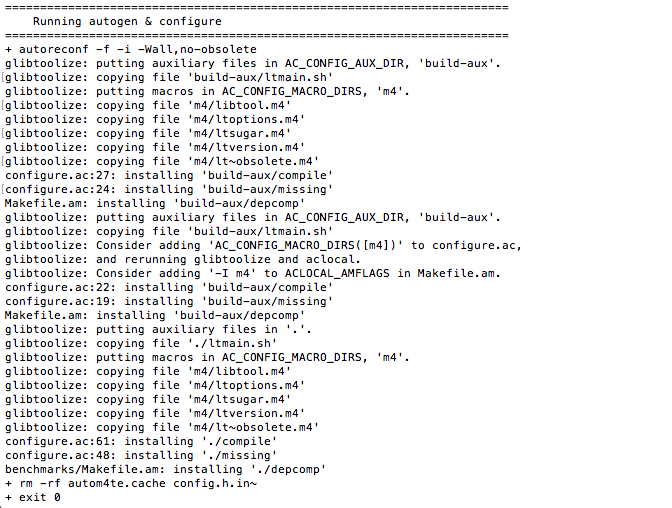 ========================================================================
    Running autogen & configure
========================================================================
+ autoreconf -f -i -Wall,no-obsolete
glibtoolize: putting auxiliary files in AC_CONFIG_AUX_DIR, 'build-aux'.
glibtoolize: copying file 'build-aux/ltmain.sh'
glibtoolize: putting macros in AC_CONFIG_MACRO_DIRS, 'm4'.
glibtoolize: copying file 'm4/libtool.m4'
glibtoolize: copying file 'm4/ltoptions.m4'
glibtoolize: copying file 'm4/ltsugar.m4'
glibtoolize: copying file 'm4/ltversion.m4'
glibtoolize: copying file 'm4/lt~obsolete.m4'
configure.ac:27: installing 'build-aux/compile'
configure.ac:24: installing 'build-aux/missing'
Makefile.am: installing 'build-aux/depcomp'
glibtoolize: putting auxiliary files in AC_CONFIG_AUX_DIR, 'build-aux'.
glibtoolize: copying file 'build-aux/ltmain.sh'
glibtoolize: Consider adding 'AC_CONFIG_MACRO_DIRS([m4])' to configure.ac,
glibtoolize: and rerunning glibtoolize and aclocal.
glibtoolize: Consider adding '-I m4' to ACLOCAL_AMFLAGS in Makefile.am.
configure.ac:22: installing 'build-aux/compile'
configure.ac:19: installing 'build-aux/missing'
Makefile.am: installing 'build-aux/depcomp'
glibtoolize: putting auxiliary files in '.'.
glibtoolize: copying file './ltmain.sh'
glibtoolize: putting macros in AC_CONFIG_MACRO_DIRS, 'm4'.
glibtoolize: copying file 'm4/libtool.m4'
glibtoolize: copying file 'm4/ltoptions.m4'
glibtoolize: copying file 'm4/ltsugar.m4'
glibtoolize: copying file 'm4/ltversion.m4'
glibtoolize: copying file 'm4/lt~obsolete.m4'
configure.ac:61: installing './compile'
configure.ac:48: installing './missing'
benchmarks/Makefile.am: installing './depcomp'
+ rm -rf autom4te.cache config.h.in~
+ exit 0